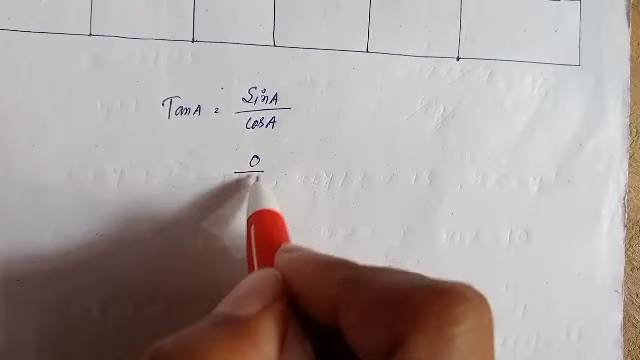 TanA = SinA / cosA
0